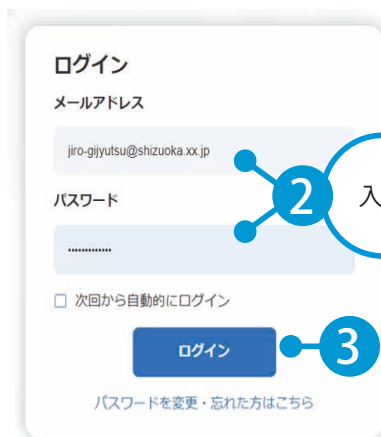 ログイン
メールアドレス
jiro-gijyutsu@shizuoka.xx.jp
2
入
パスワード
•••••••••••••
次回から自動的にログイン
ログイン
3
パスワードを変更・忘れた方はこちら